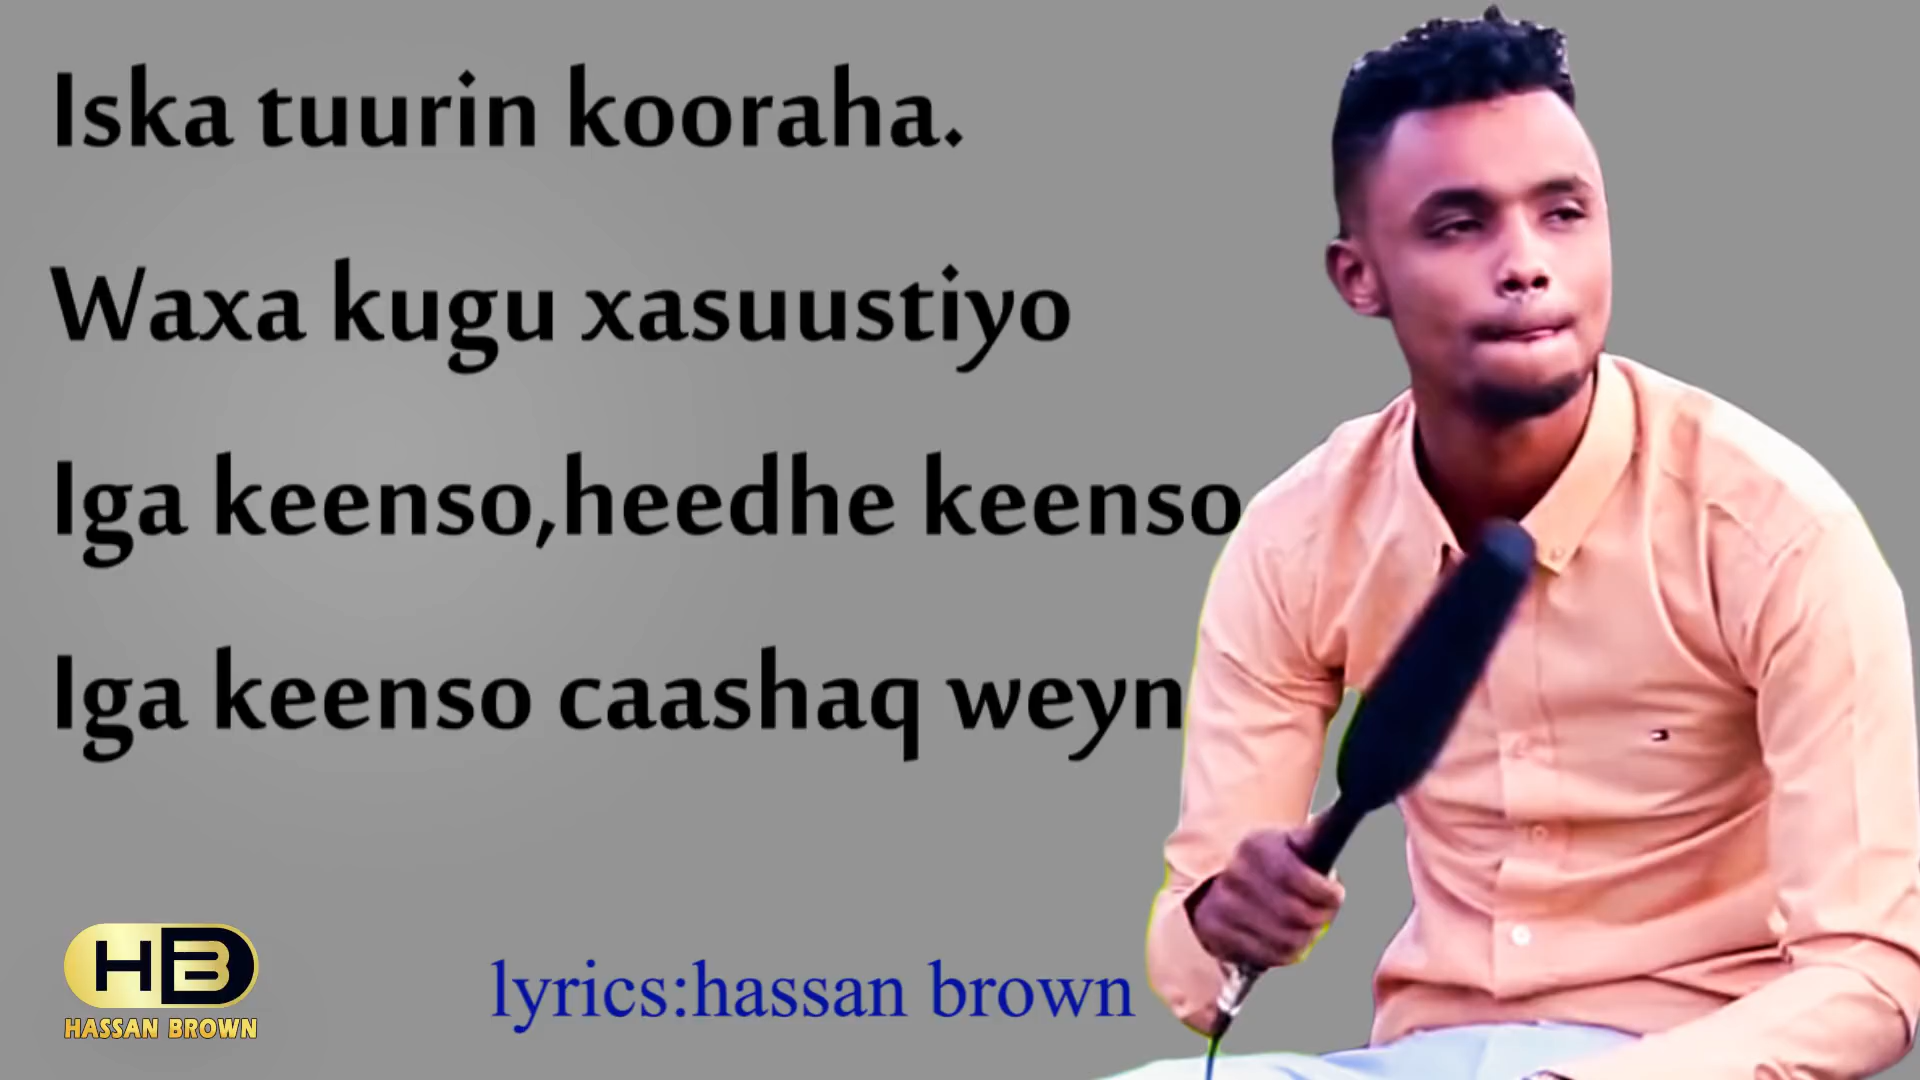 Iska tuurin kooraha.
Waxa kugu xasuustiyo
Iga keenso,heedhe keenso
Iga keenso caashaq weyn
HB
HASSAN BROWN
lyrics:hassan brown